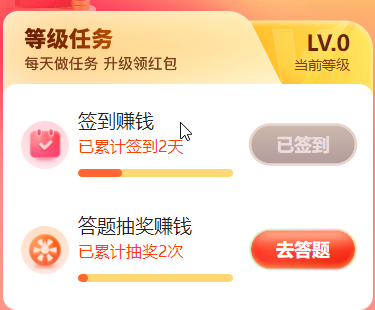 等级任务
LV.0
每天做任务 升级领红包
当前等级
签到赚钱
已累计签到2天
已签到
答题抽奖赚钱
已累计抽奖2次
去答题